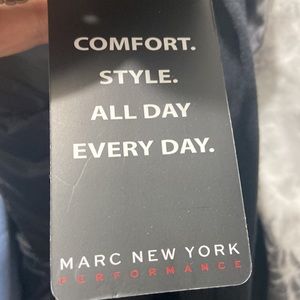 COMFORT.
STYLE.
ALL DAY
EVERY DAY.
MARC NEW YORK
PERFORMANCE